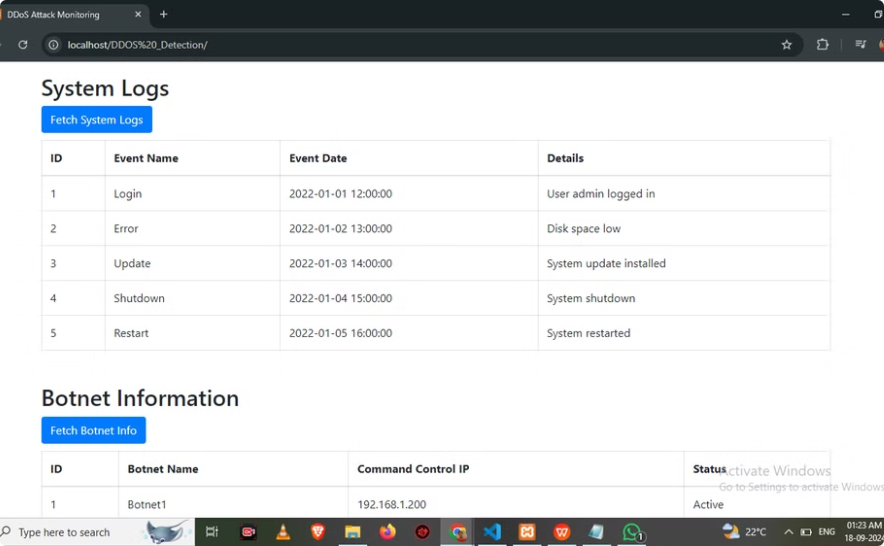 DDoS Attack Monitoring
localhost/DDOS%20_Detection/
System Logs
Fetch System Logs
ID Event Name Event Date Details
1 Login 2022-01-01 12:00:00 User admin logged in
2 Error 2022-01-02 13:00:00 Disk space low
3 Update 2022-01-03 14:00:00 System update installed
4 Shutdown 2022-01-04 15:00:00 System shutdown
5 Restart 2022-01-05 16:00:00 System restarted
Botnet Information
Fetch Botnet Info
ID Botnet Name Command Control IP Status
Activate Windows
Go to Settings to activate Windows
1 Botnet1 192.168.1.200 Active
Type here to search
1
22°C ENG 01:23 AM
18-09-2024